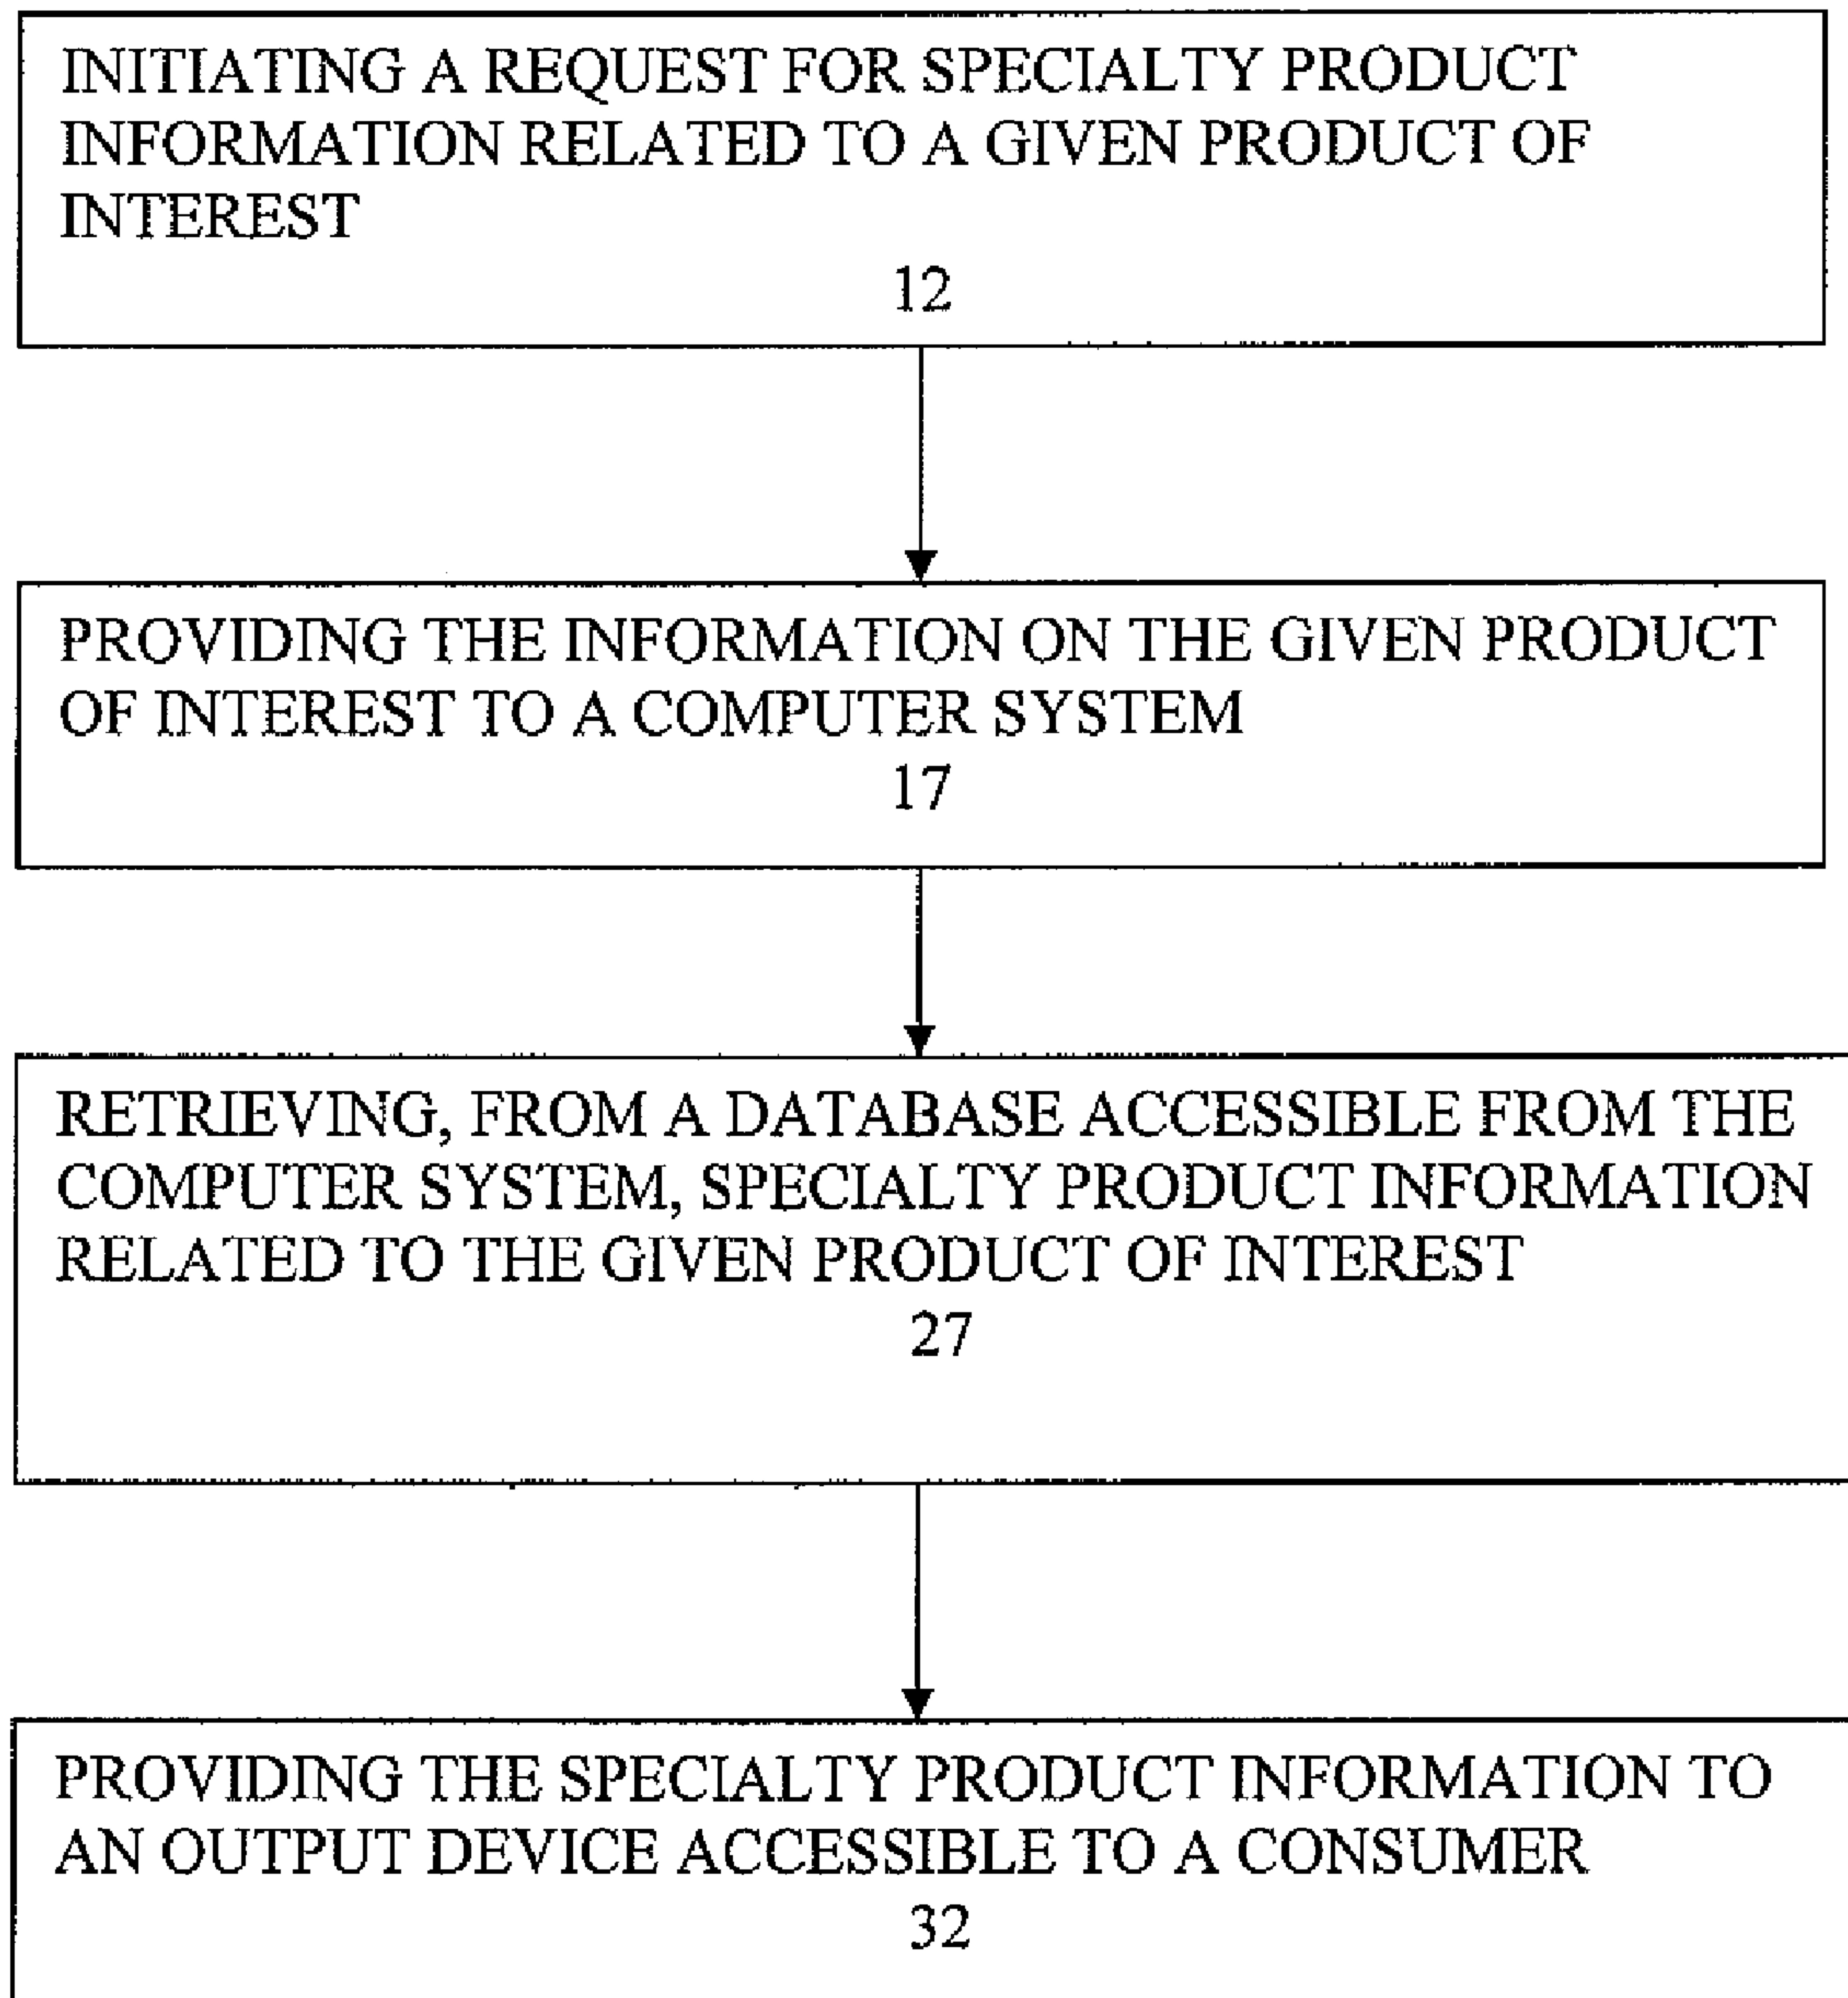 INITIATING A REQUEST FOR SPECIALTY PRODUCT
INFORMATION RELATED TO A GIVEN PRODUCT OF
INTEREST
12
PROVIDING THE INFORMATION ON THE GIVEN PRODUCT
OF INTEREST TO A COMPUTER SYSTEM
17
RETRIEVING, FROM A DATABASE ACCESSIBLE FROM THE
COMPUTER SYSTEM, SPECIALTY PRODUCT INFORMATION
RELATED TO THE GIVEN PRODUCT OF INTEREST
27
PROVIDING THE SPECIALTY PRODUCT INFORMATION TO
AN OUTPUT DEVICE ACCESSIBLE TO A CONSUMER
32